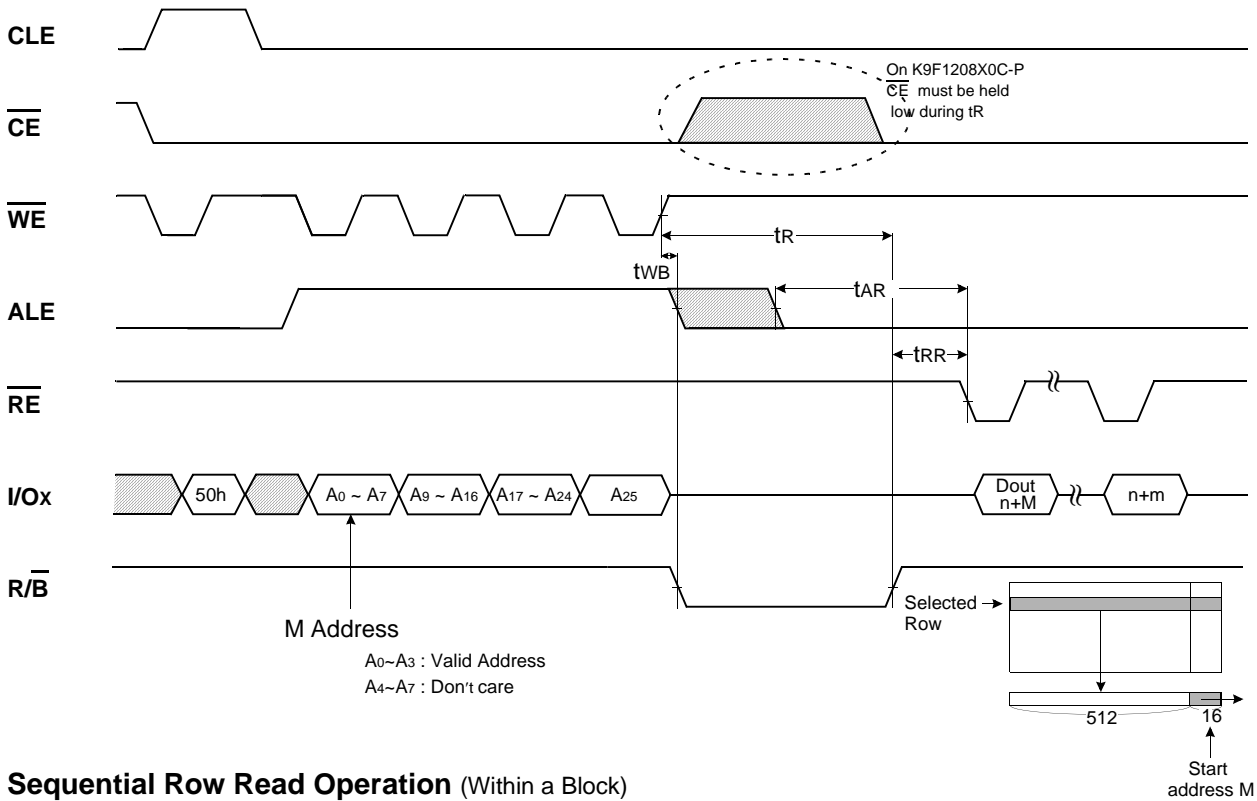 CLE
On K9F1208X0C-P
CE must be held
low during tR
CE
WE
tR
tWB
tAR
ALE
tRR
RE
I/Ox
50h
A0 ~ A7
A9 ~ A16
A17 ~ A24
A25
Dout
n+M
n+m
R/B
Selected
Row
M Address
A0~A3 : Valid Address
A4~A7 : Don't care
512
16
Start
address M
Sequential Row Read Operation (Within a Block)